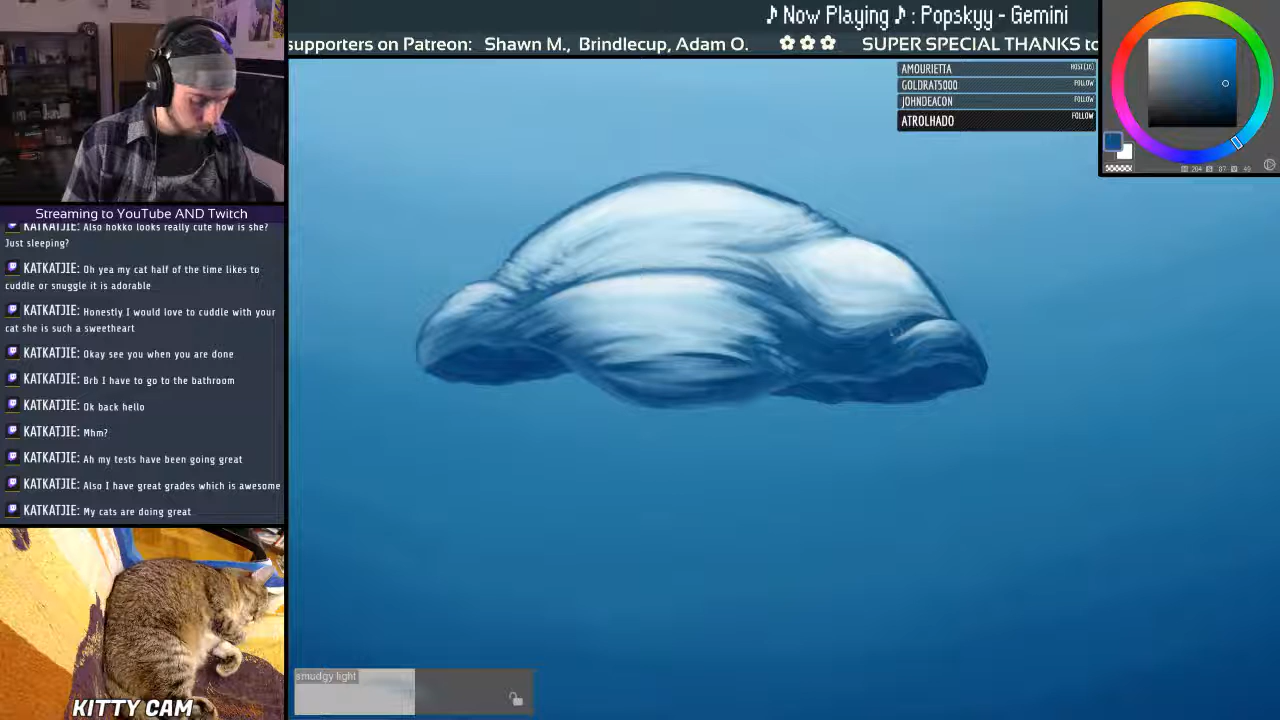 ♪ Now Playing ♪ : Popskyy - Gemini
supporters on Patreon: Shawn M., Brindlecup, Adam O. ✿ ✿ ✿ SUPER SPECIAL THANKS to
AMOURIETTA
FOLLOW
GOLDRAT5000
FOLLOW
JOHNDEACON
FOLLOW
ATROLHADO
Streaming to YouTube AND Twitch
KATKATJIE: Also hokko looks really cute how is she?
Just sleeping?
KATKATJIE: Oh yea my cat half of the time likes to
cuddle or snuggle it is adorable
KATKATJIE: Honestly I would love to cuddle with your
cat she is such a sweetheart
KATKATJIE: Okay see you when you are done
KATKATJIE: Brb I have to go to the bathroom
KATKATJIE: Ok back hello
KATKATJIE: Mhm?
KATKATJIE: Ah my tests have been going great
KATKATJIE: Also I have great grades which is awesome
KATKATJIE: My cats are doing great
KITTY CAM
smudgy light